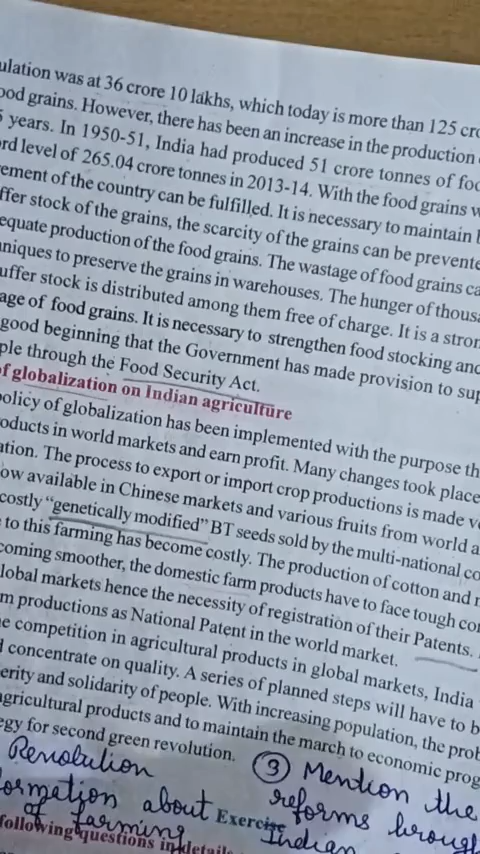 ulation was at 36 crore 10 lakhs, which today is more than 125 cr
ood grains. However, there has been an increase in the production
5 years. In 1950-51, India had produced 51 crore tonnes of foo
rd level of 265.04 crore tonnes in 2013-14. With the food grains w
ement of the country can be fulfilled. It is necessary to maintain b
ffer stock of the grains, the scarcity of the grains can be prevente
equate production of the food grains. The wastage of food grains ca
niques to preserve the grains in warehouses. The hunger of thous
uffer stock is distributed among them free of charge. It is a stron
age of food grains. It is necessary to strengthen food stocking and
good beginning that the Government has made provision to sup
ple through the Food Security Act.
of globalization on Indian agriculture
policy of globalization has been implemented with the purpose th
oducts in world markets and earn profit. Many changes took place
ation. The process to export or import crop productions is made v
ow available in Chinese markets and various fruits from world a
costly “genetically modified” BT seeds sold by the multi-national co
to this farming has become costly. The production of cotton and
coming smoother, the domestic farm products have to face tough co
lobal markets hence the necessity of registration of their Patents.
m productions as National Patent in the world market.
e competition in agricultural products in global markets, India
d concentrate on quality. A series of planned steps will have to b
erity and solidarity of people. With increasing population, the pro
agricultural products and to maintain the march to economic prog
egy for second green revolution.
Revolution ③ Mention the
formation about Exercise reforms brough
of farming Indian
following questions in detail